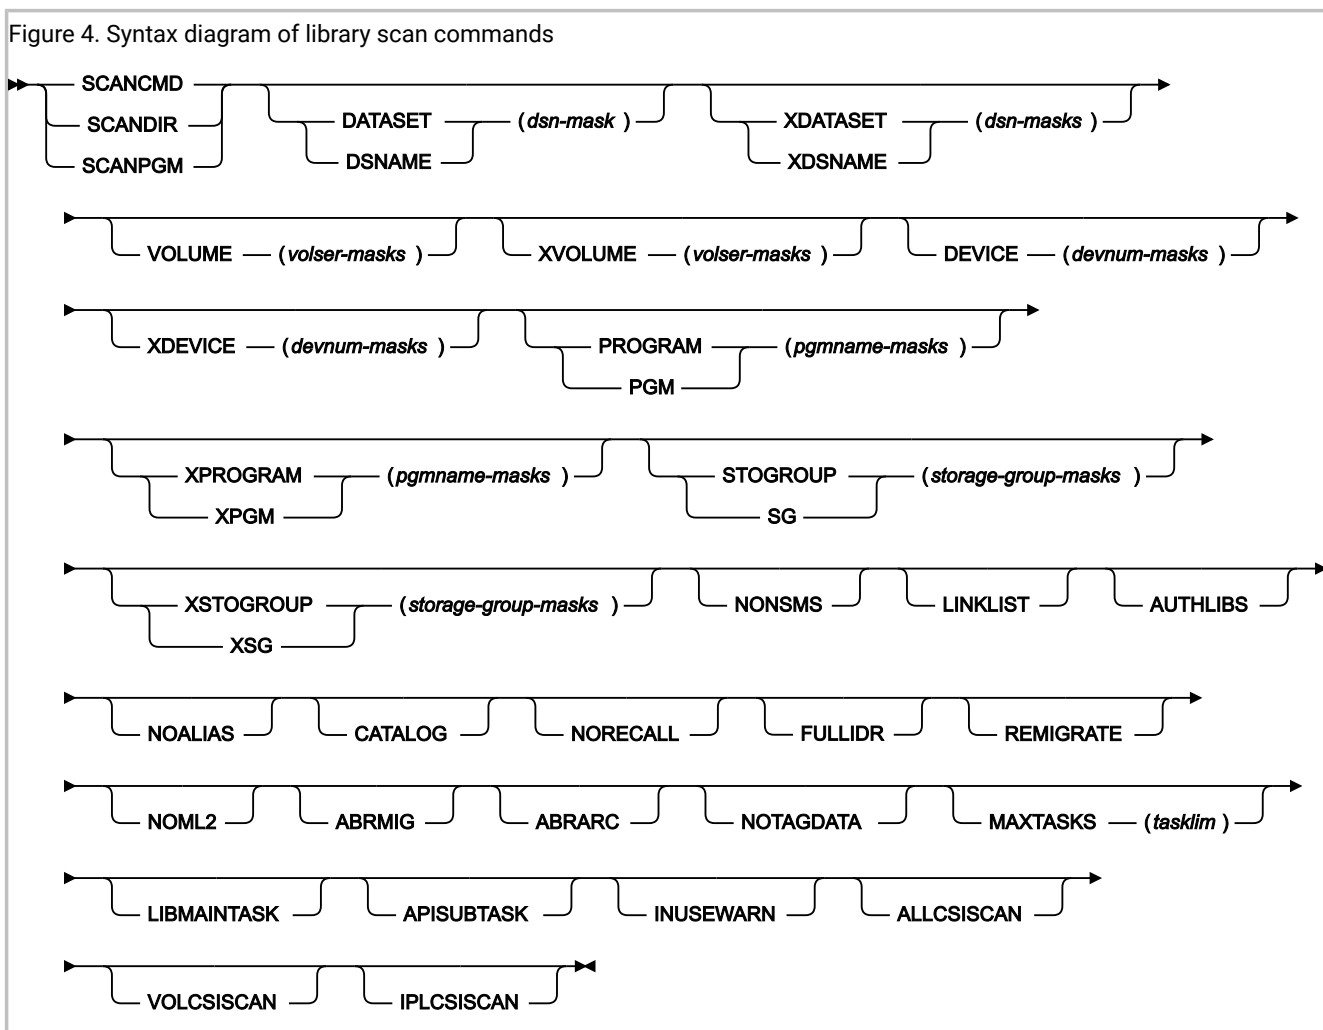 Figure 4. Syntax diagram of library scan commands
SCANCMD
SCANDIR
SCANPGM
DATASET
DSNAME
(dsn-mask )
XDATASET
XDSNAME
(dsn-masks )
VOLUME (volser-masks ) XVOLUME (volser-masks ) DEVICE (devnum-masks )
XDEVICE (devnum-masks )
PROGRAM
PGM
(pgmname-masks )
XPROGRAM
XPGM
(pgmname-masks )
STOGROUP
SG
(storage-group-masks )
XSTOGROUP
XSG
(storage-group-masks )
NONSMS LINKLIST AUTHLIBS
NOALIAS CATALOG NORECALL FULLIDR REMIGRATE
NOML2 ABRMIG ABRARC NOTAGDATA MAXTASKS (tasklim )
LIBMAINTASK APISUBTASK INUSEWARN ALLCSISCAN
VOLCSISCAN IPLCSISCAN